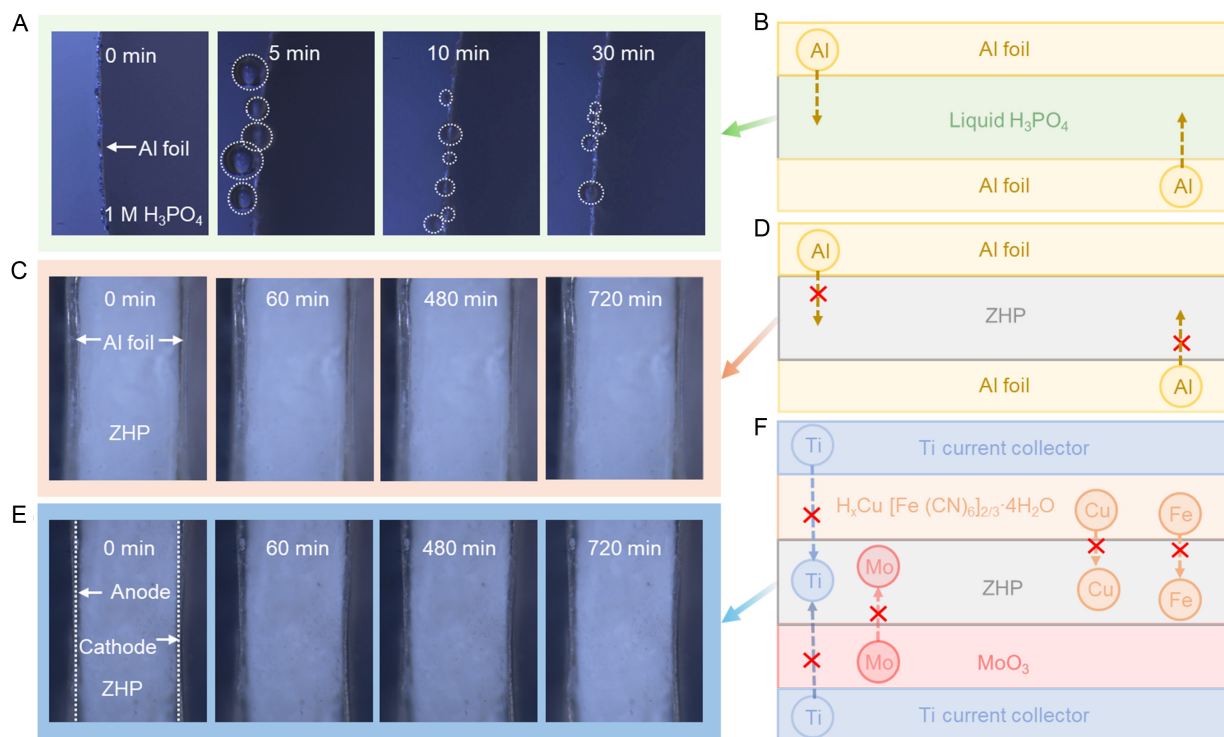 A
0 min
5 min
10 min
30 min
Al foil
1 M H₃PO₄
B
Al
Al foil
Liquid H₃PO₄
Al foil
Al
C
0 min
60 min
480 min
720 min
Al foil
ZHP
D
Al
Al foil
ZHP
Al foil
Al
E
0 min
60 min
480 min
720 min
Anode
Cathode
ZHP
F
Ti
Ti current collector
HₓCu [Fe (CN)₆]₂/₃·4H₂O
Cu
Fe
Ti
Mo
ZHP
Cu
Fe
Mo
MoO₃
Ti
Ti current collector